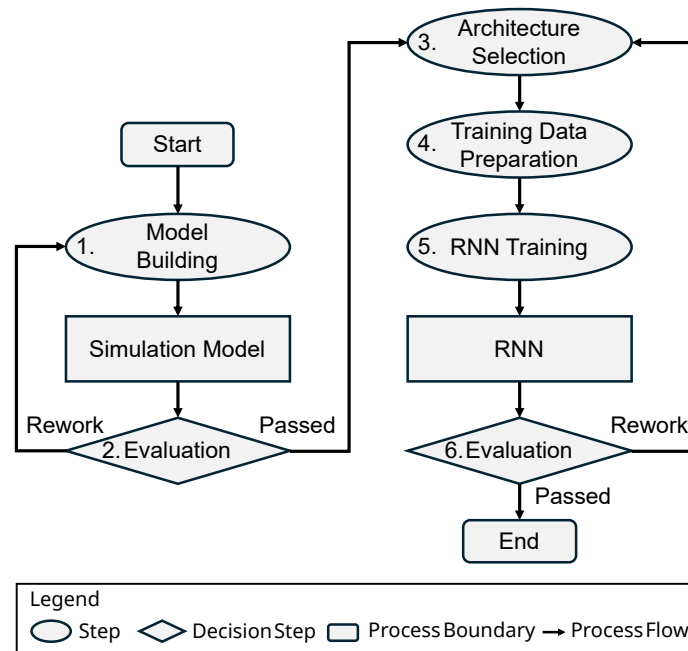 Start
1. Model
Building
Simulation Model
Rework
Passed
2. Evaluation
3. Architecture
Selection
4. Training Data
Preparation
5. RNN Training
RNN
Rework
6. Evaluation
Passed
End
Legend
Step
Decision Step
Process Boundary
Process Flow